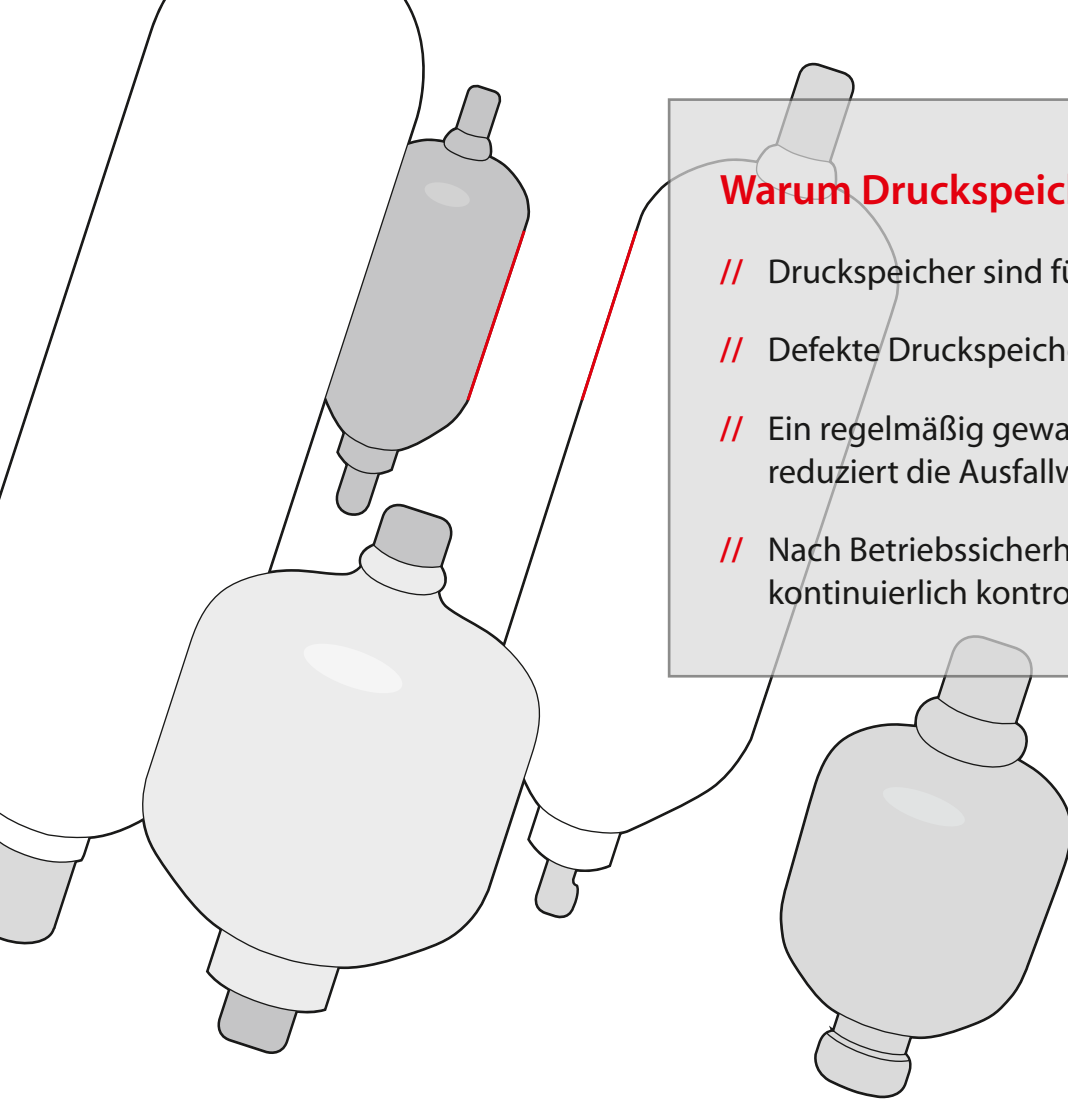 Warum Druckspeic
// Druckspeicher sind fü
// Defekte Druckspeich
// Ein regelmäßig gewa
reduziert die Ausfallw
// Nach Betriebssicherh
kontinuierlich kontro